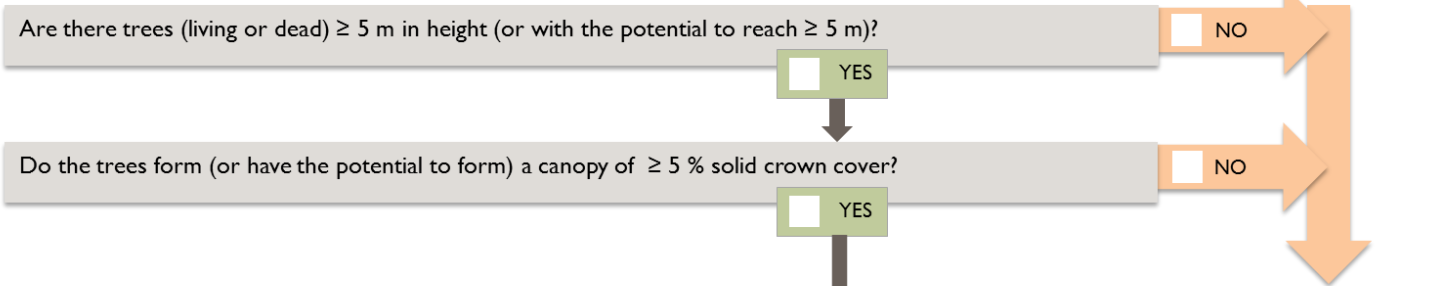 Are there trees (living or dead) ≥ 5 m in height (or with the potential to reach ≥ 5 m)?
NO
YES
Do the trees form (or have the potential to form) a canopy of ≥ 5 % solid crown cover?
NO
YES